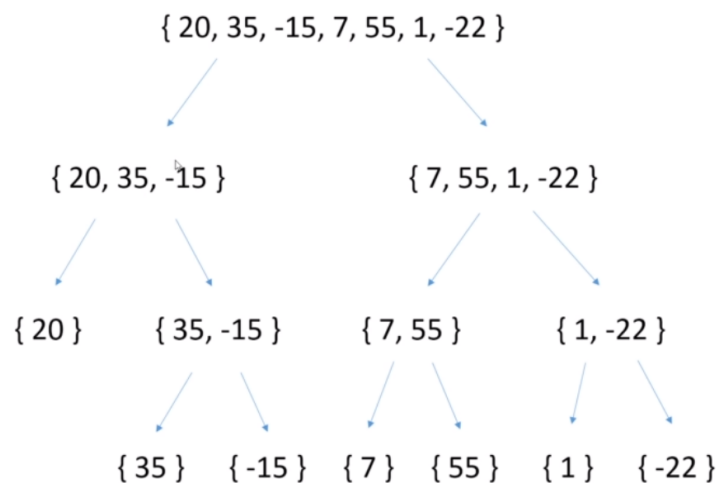 { 20, 35, -15, 7, 55, 1, -22 }
{ 20, 35, -15 } { 7, 55, 1, -22 }
{ 20 } { 35, -15 } { 7, 55 } { 1, -22 }
{ 35 } { -15 } { 7 } { 55 } { 1 } { -22 }